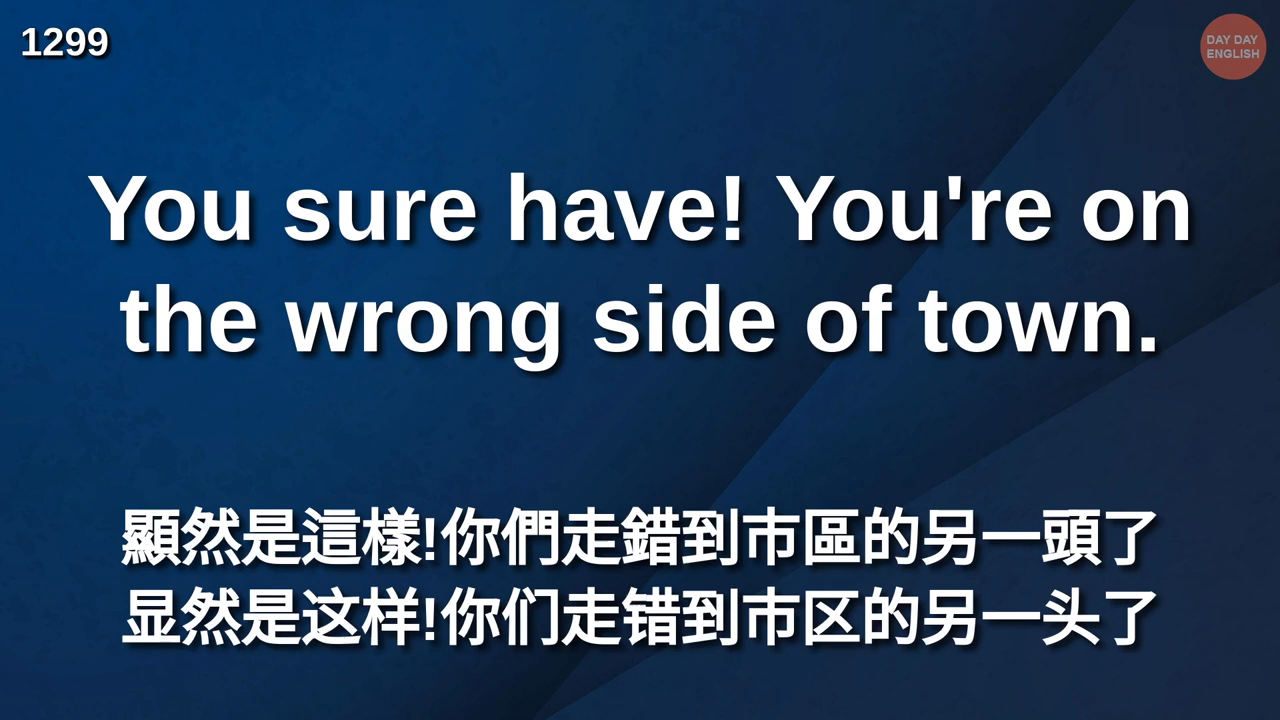 1299
DAY DAY
ENGLISH
You sure have! You're on
the wrong side of town.
顯然是這樣!你們走錯到市區的另一頭了
显然是这样!你们走错到市区的另一头了